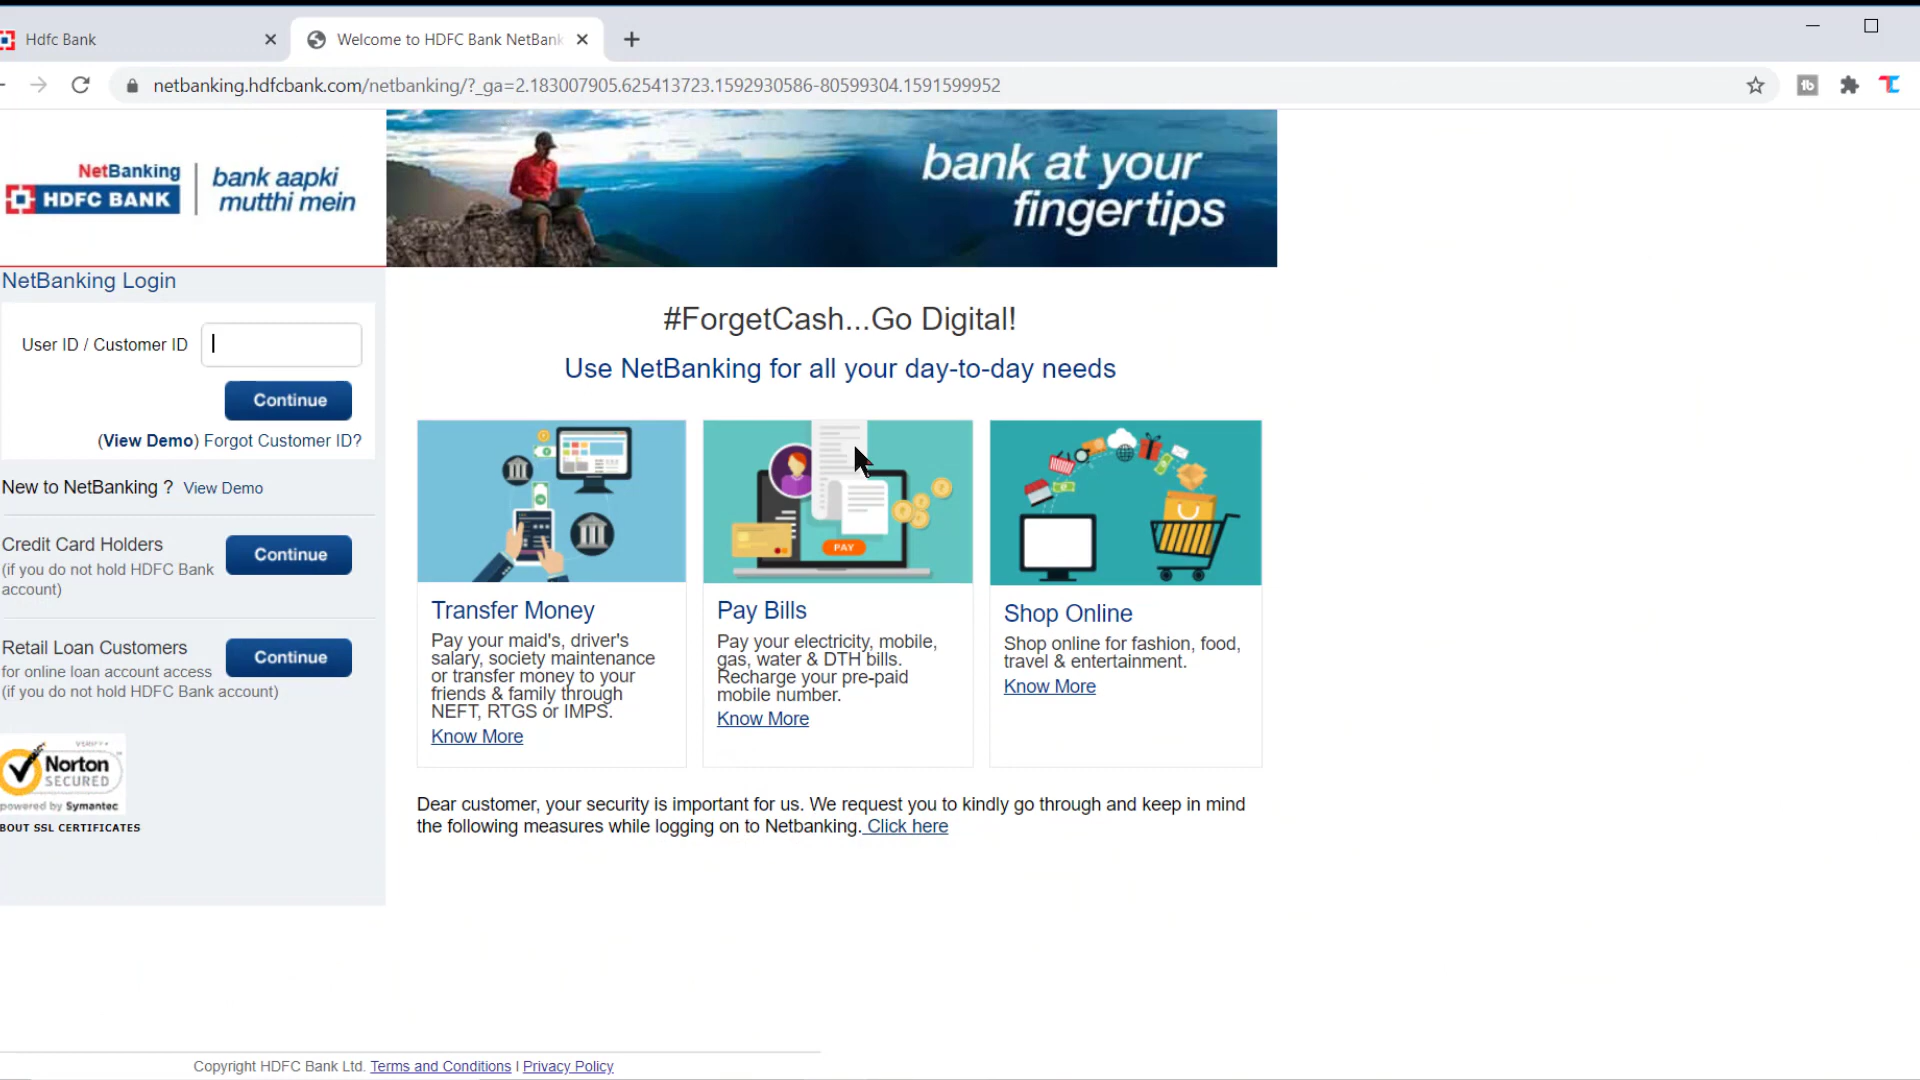 Hdfc Bank
Welcome to HDFC Bank NetBank
netbanking.hdfcbank.com/netbanking/?_ga=2.183007905.625413723.1592930586-80599304.1591599952
NetBanking
HDFC BANK
bank aapki
mutthi mein
bank at your
fingertips
NetBanking Login
User ID / Customer ID
Continue
(View Demo) Forgot Customer ID?
New to NetBanking ? View Demo
Credit Card Holders
(if you do not hold HDFC Bank
account)
Continue
Retail Loan Customers
for online loan account access
(if you do not hold HDFC Bank account)
Continue
VERIFY
Norton
SECURED
powered by Symantec
BOUT SSL CERTIFICATES
#ForgetCash...Go Digital!
Use NetBanking for all your day-to-day needs
PAY
Transfer Money
Pay your maid's, driver's
salary, society maintenance
or transfer money to your
friends & family through
NEFT, RTGS or IMPS.
Know More
Pay Bills
Pay your electricity, mobile,
gas, water & DTH bills.
Recharge your pre-paid
mobile number.
Know More
Shop Online
Shop online for fashion, food,
travel & entertainment.
Know More
Dear customer, your security is important for us. We request you to kindly go through and keep in mind
the following measures while logging on to Netbanking. Click here
Copyright HDFC Bank Ltd. Terms and Conditions I Privacy Policy